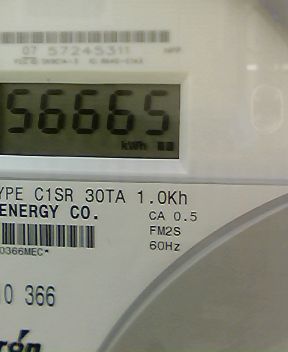 07 57245311
56665
kWh
YPE C1SR 30TA 1.0Kh
ENERGY CO.
CA 0.5
FM2S
60Hz
0366MEC*
0 366
rón